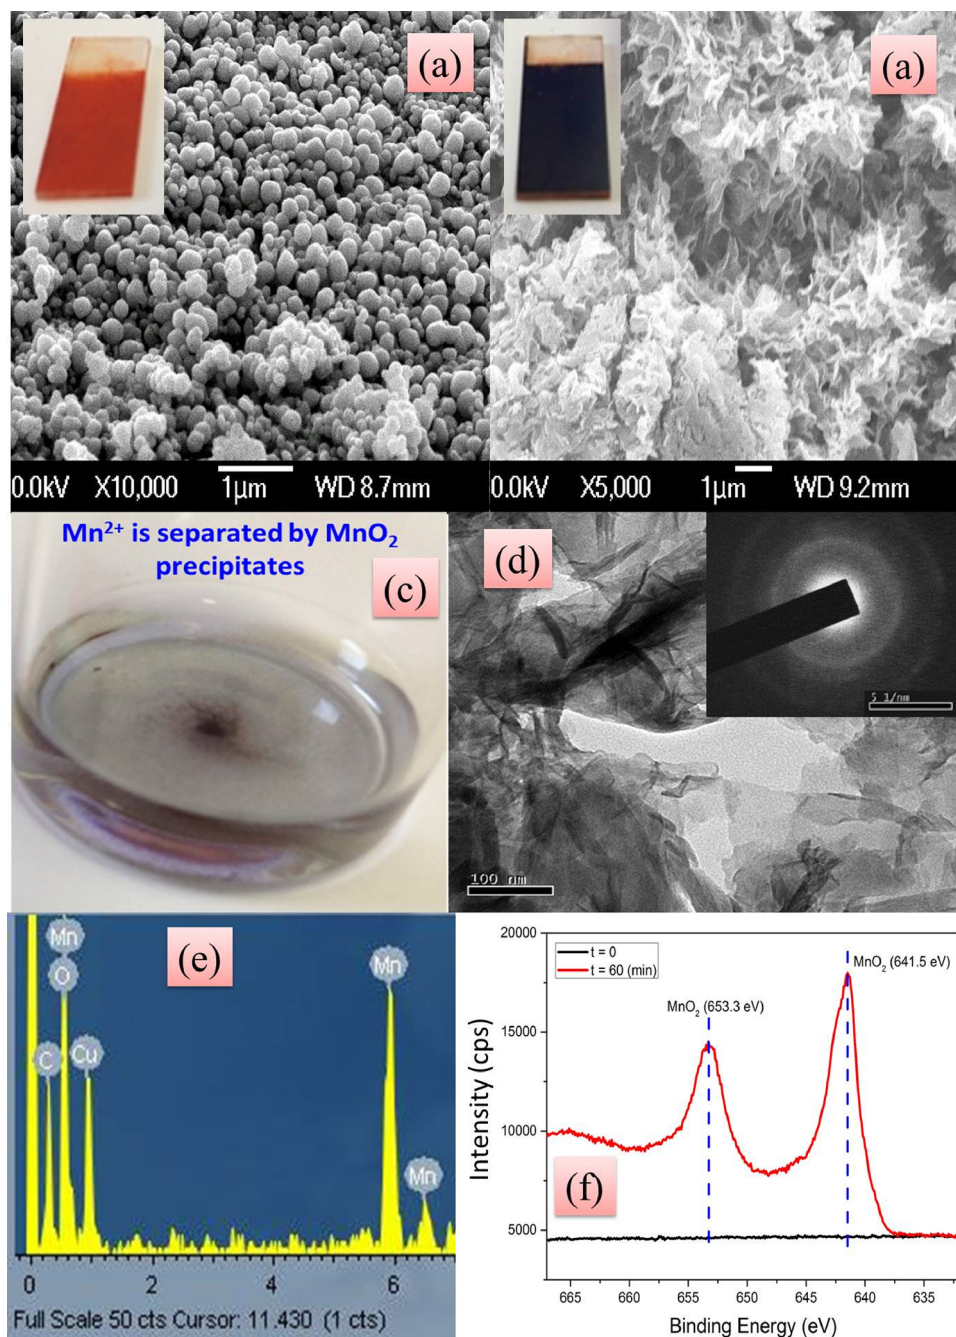 (a)
(a)
0.0kV X10,000 1μm WD 8.7mm
0.0kV X5,000 1μm WD 9.2mm
Mn²⁺ is separated by MnO₂
precipitates
(c)
(d)
5 1/nm
100 nm
(e)
Mn
O
C
Cu
Mn
Mn
0 2 4 6
Full Scale 50 cts Cursor: 11.430 (1 cts)
20000
15000
10000
5000
Intensity (cps)
t = 0
t = 60 (min)
MnO₂ (653.3 eV)
MnO₂ (641.5 eV)
(f)
665 660 655 650 645 640 635
Binding Energy (eV)